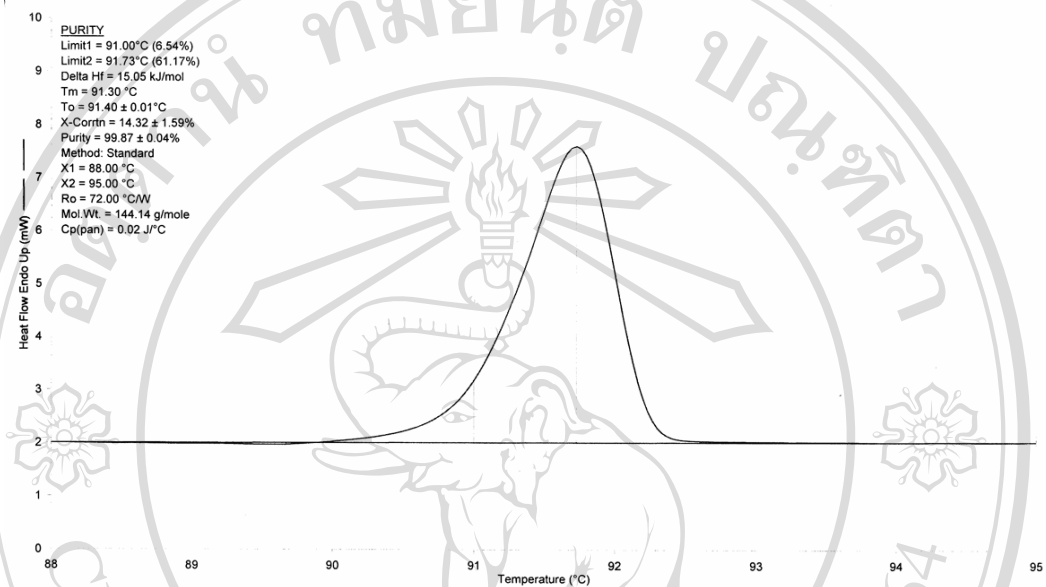 PURITY
Limit1 = 91.00°C (6.54%)
Limit2 = 91.73°C (61.17%)
Delta Hf = 15.05 kJ/mol
Tm = 91.30 °C
To = 91.40 ± 0.01°C
X-Corrtn = 14.32 ± 1.59%
Purity = 99.87 ± 0.04%
Method: Standard
X1 = 88.00 °C
X2 = 95.00 °C
Ro = 72.00 °C/W
Mol.Wt. = 144.14 g/mole
Cp(pan) = 0.02 J/°C
Heat Flow Endo Up (mW)
10
9
8
7
6
5
4
3
2
1
0
88 89 90 91 92 93 94 95
Temperature (°C)